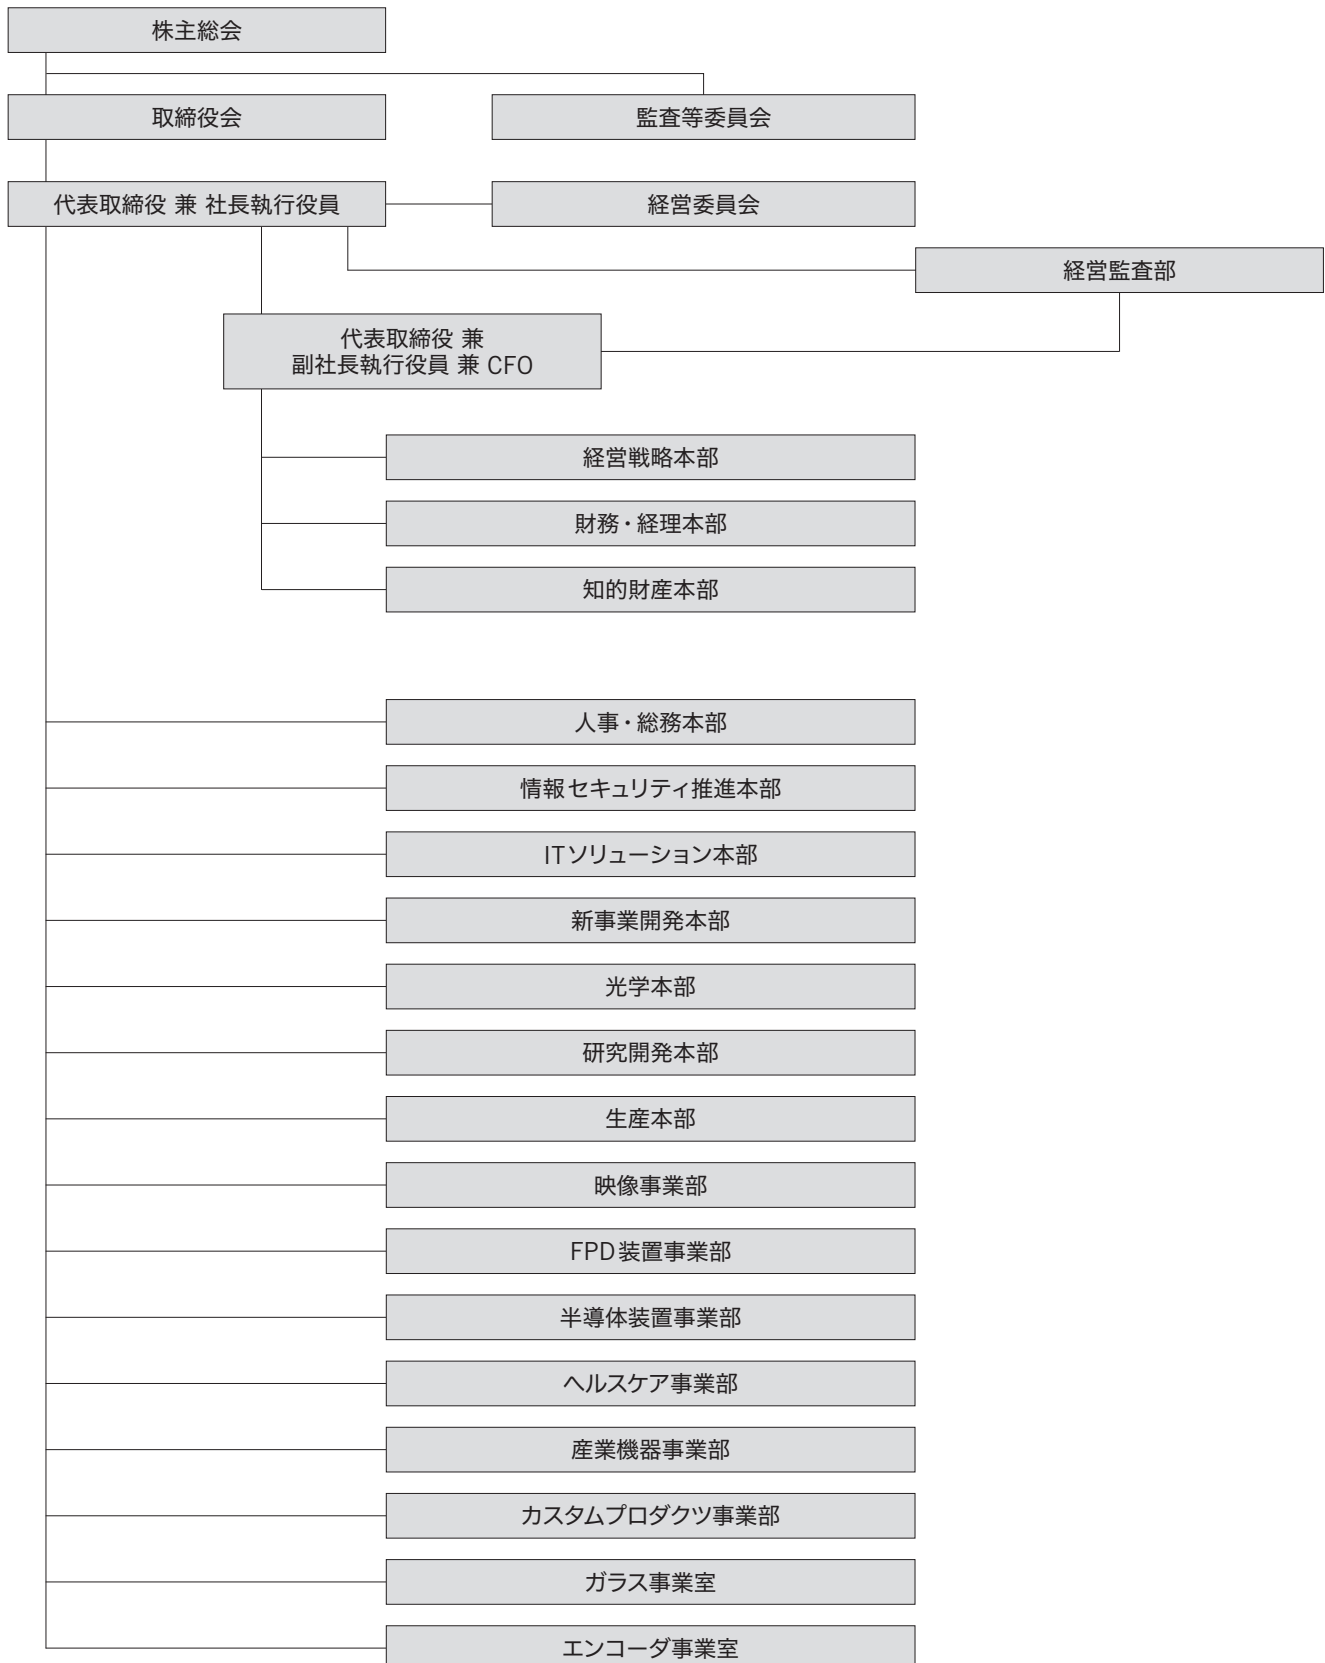 株主総会
取締役会
監査等委員会
代表取締役 兼 社長執行役員
経営委員会
経営監査部
代表取締役 兼
副社長執行役員 兼 CFO
経営戦略本部
財務・経理本部
知的財産本部
人事・総務本部
情報セキュリティ推進本部
ITソリューション本部
新事業開発本部
光学本部
研究開発本部
生産本部
映像事業部
FPD装置事業部
半導体装置事業部
ヘルスケア事業部
産業機器事業部
カスタムプロダクツ事業部
ガラス事業室
エンコーダ事業室